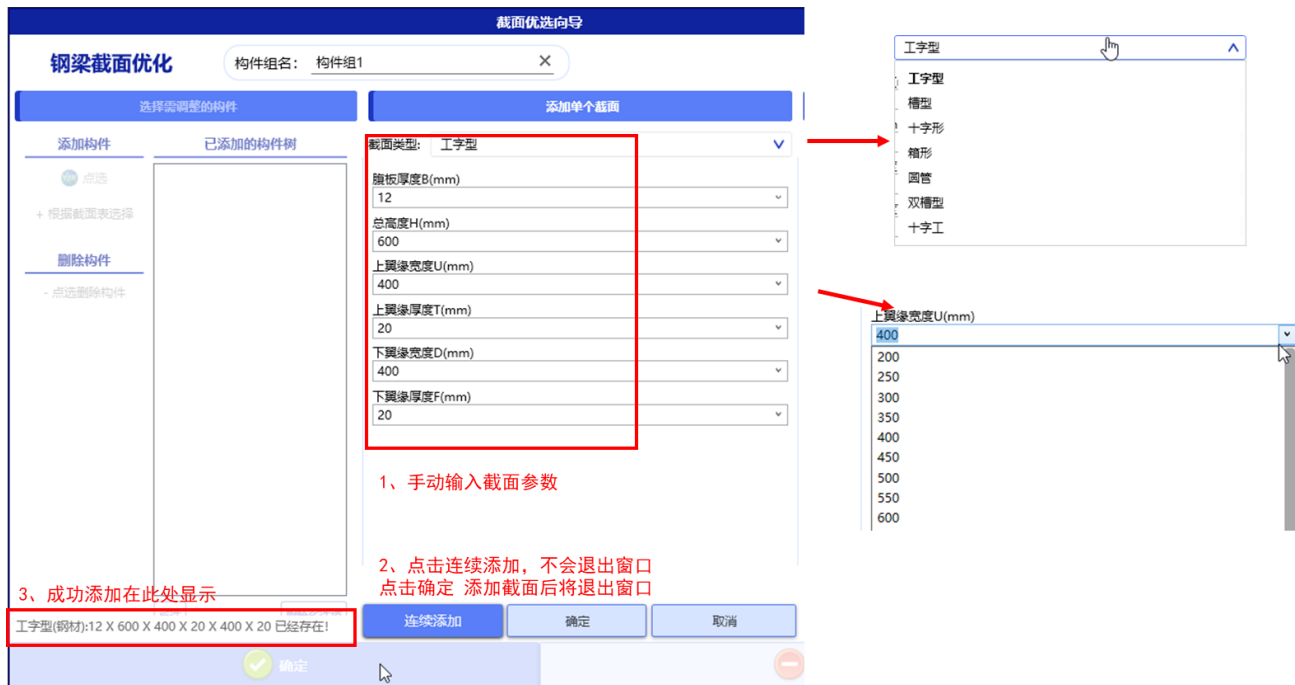 截面优选向导
钢梁截面优化
构件组名: 构件组1
选择需调整的构件
添加单个截面
添加构件
已添加的构件树
点选
+ 根据截面表选择
删除构件
- 点选删除构件
截面类型: 工字型
腹板厚度B(mm)
12
总高度H(mm)
600
上翼缘宽度U(mm)
400
上翼缘厚度T(mm)
20
下翼缘宽度D(mm)
400
下翼缘厚度F(mm)
20
1、手动输入截面参数
2、点击连续添加，不会退出窗口
点击确定 添加截面后将退出窗口
3、成功添加在此处显示
工字型(钢材):12 X 600 X 400 X 20 X 400 X 20 已经存在!
连续添加
确定
取消
确定
工字型
工字型
槽型
十字形
箱形
圆管
双槽型
十字工
上翼缘宽度U(mm)
400
200
250
300
350
400
450
500
550
600